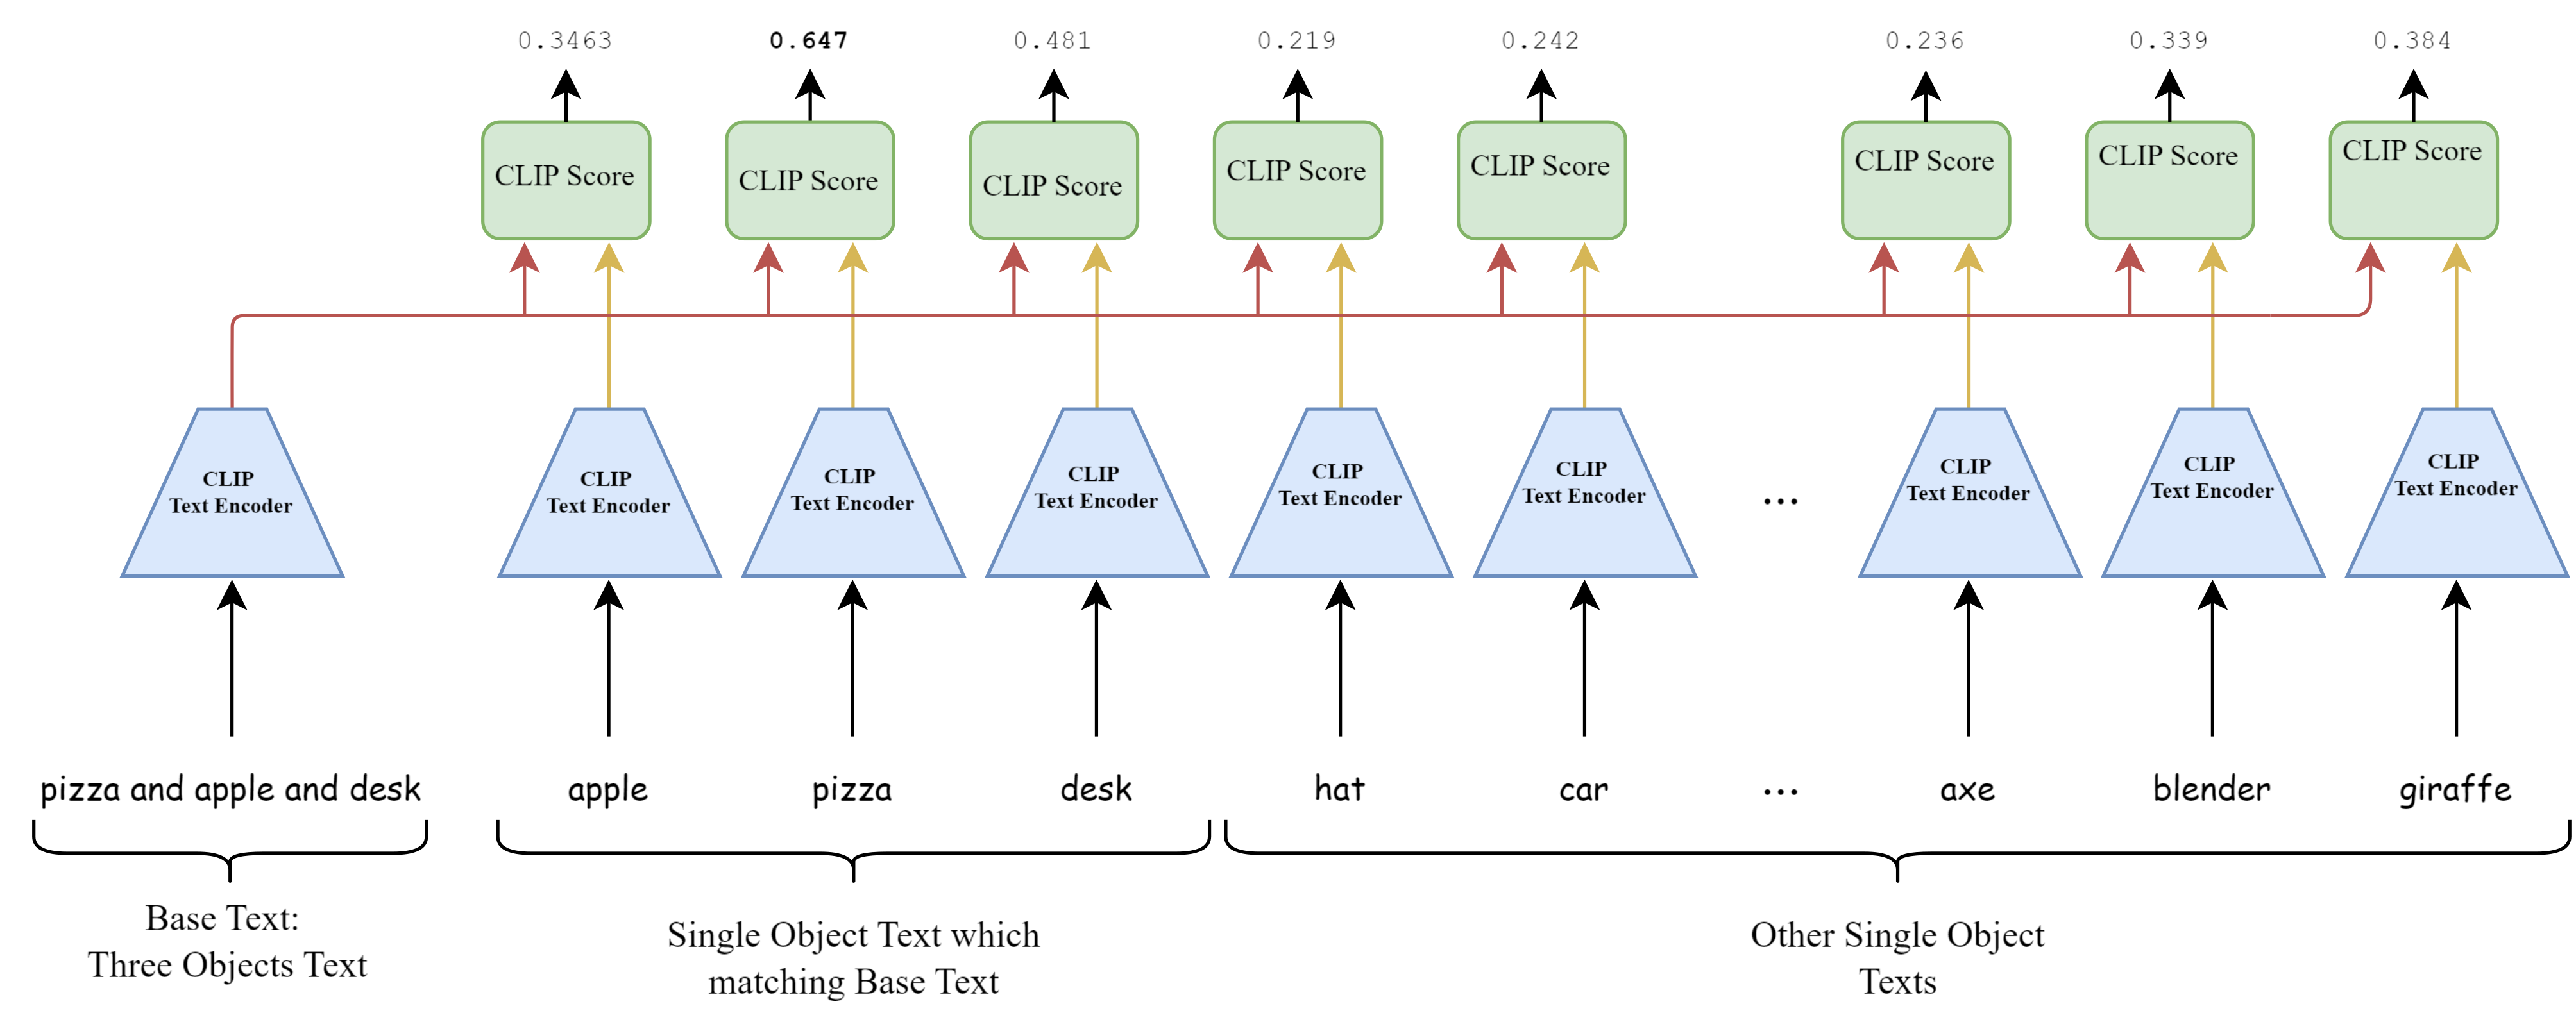 0.3463 0.647 0.481 0.219 0.242 0.236 0.339 0.384
CLIP Score CLIP Score CLIP Score CLIP Score CLIP Score CLIP Score CLIP Score CLIP Score
CLIP CLIP CLIP CLIP CLIP CLIP CLIP CLIP CLIP
Text Encoder Text Encoder Text Encoder Text Encoder Text Encoder Text Encoder ... Text Encoder Text Encoder Text Encoder
pizza and apple and desk apple pizza desk hat car ... axe blender giraffe
Base Text:
Three Objects Text
Single Object Text which
matching Base Text
Other Single Object
Texts